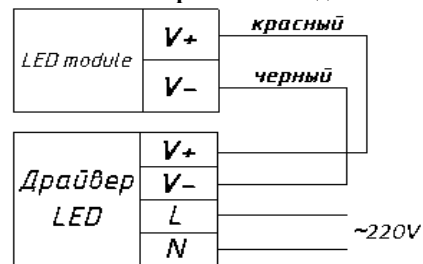 LED module
V+
красный
V-
черный
Драйвер
LED
V+
V-
L
N
~220V